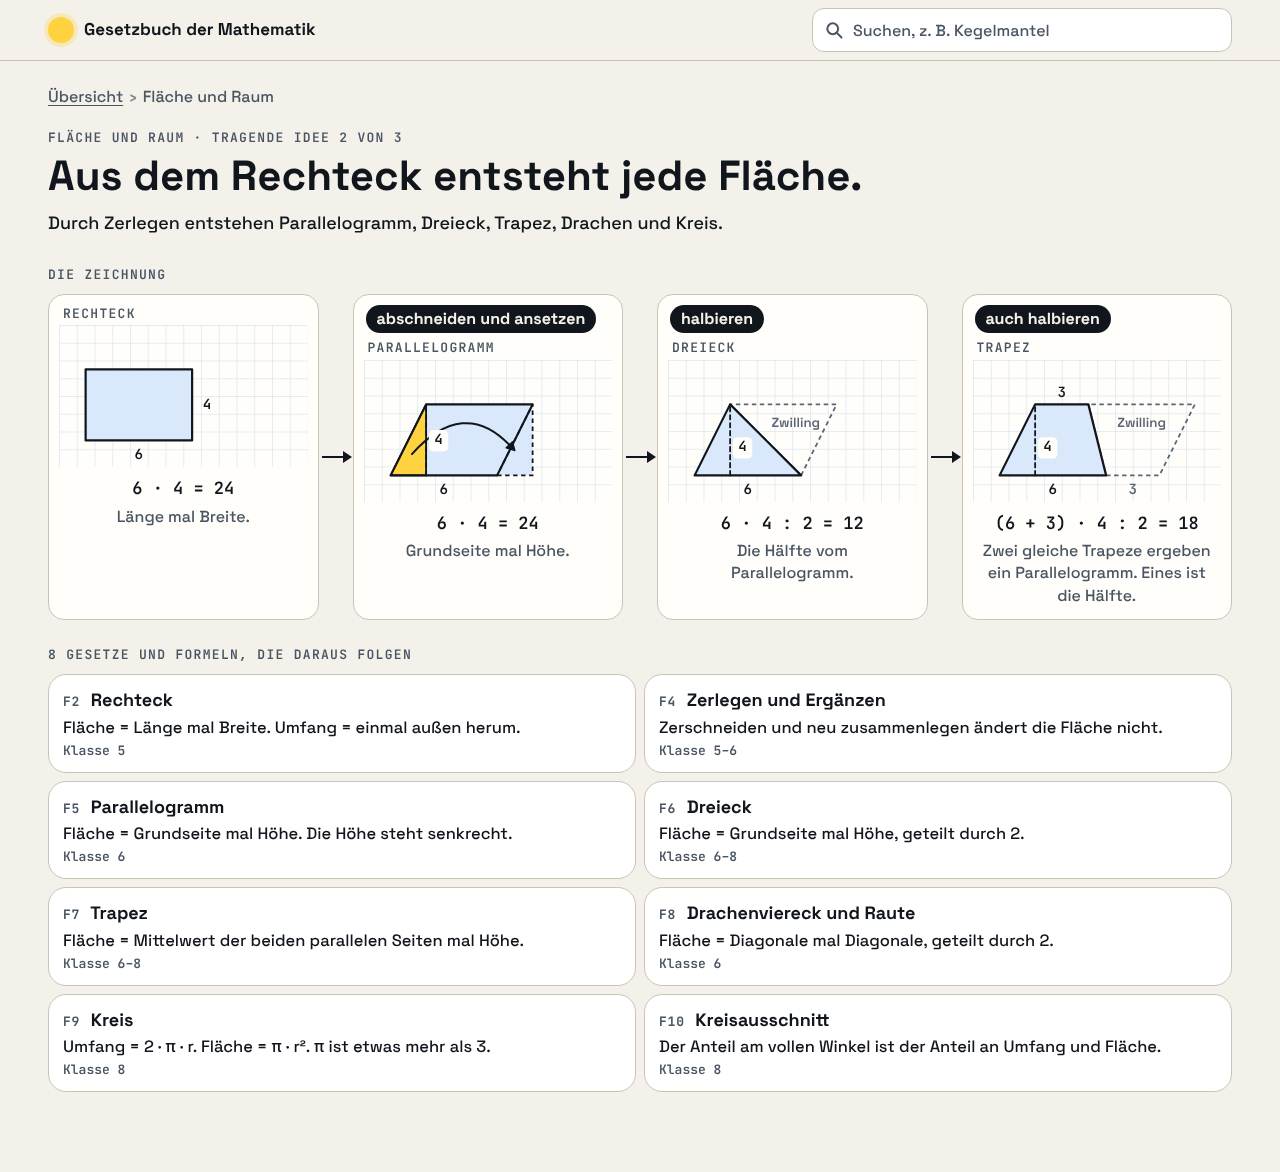 Gesetzbuch der Mathematik
Suchen, z. B. Kegelmantel
Übersicht > Fläche und Raum
FLÄCHE UND RAUM · TRAGENDE IDEE 2 VON 3
Aus dem Rechteck entsteht jede Fläche.
Durch Zerlegen entstehen Parallelogramm, Dreieck, Trapez, Drachen und Kreis.
DIE ZEICHNUNG
RECHTECK
4
6
6 · 4 = 24
Länge mal Breite.
abschneiden und ansetzen
PARALLELOGRAMM
4
6
6 · 4 = 24
Grundseite mal Höhe.
halbieren
DREIECK
Zwilling
4
6
6 · 4 : 2 = 12
Die Hälfte vom
Parallelogramm.
auch halbieren
TRAPEZ
3
Zwilling
4
6
3
(6 + 3) · 4 : 2 = 18
Zwei gleiche Trapeze ergeben
ein Parallelogramm. Eines ist
die Hälfte.
8 GESETZE UND FORMELN, DIE DARAUS FOLGEN
F2 Rechteck
Fläche = Länge mal Breite. Umfang = einmal außen herum.
Klasse 5
F4 Zerlegen und Ergänzen
Zerschneiden und neu zusammenlegen ändert die Fläche nicht.
Klasse 5–6
F5 Parallelogramm
Fläche = Grundseite mal Höhe. Die Höhe steht senkrecht.
Klasse 6
F6 Dreieck
Fläche = Grundseite mal Höhe, geteilt durch 2.
Klasse 6–8
F7 Trapez
Fläche = Mittelwert der beiden parallelen Seiten mal Höhe.
Klasse 6–8
F8 Drachenviereck und Raute
Fläche = Diagonale mal Diagonale, geteilt durch 2.
Klasse 6
F9 Kreis
Umfang = 2 · π · r. Fläche = π · r². π ist etwas mehr als 3.
Klasse 8
F10 Kreisausschnitt
Der Anteil am vollen Winkel ist der Anteil an Umfang und Fläche.
Klasse 8